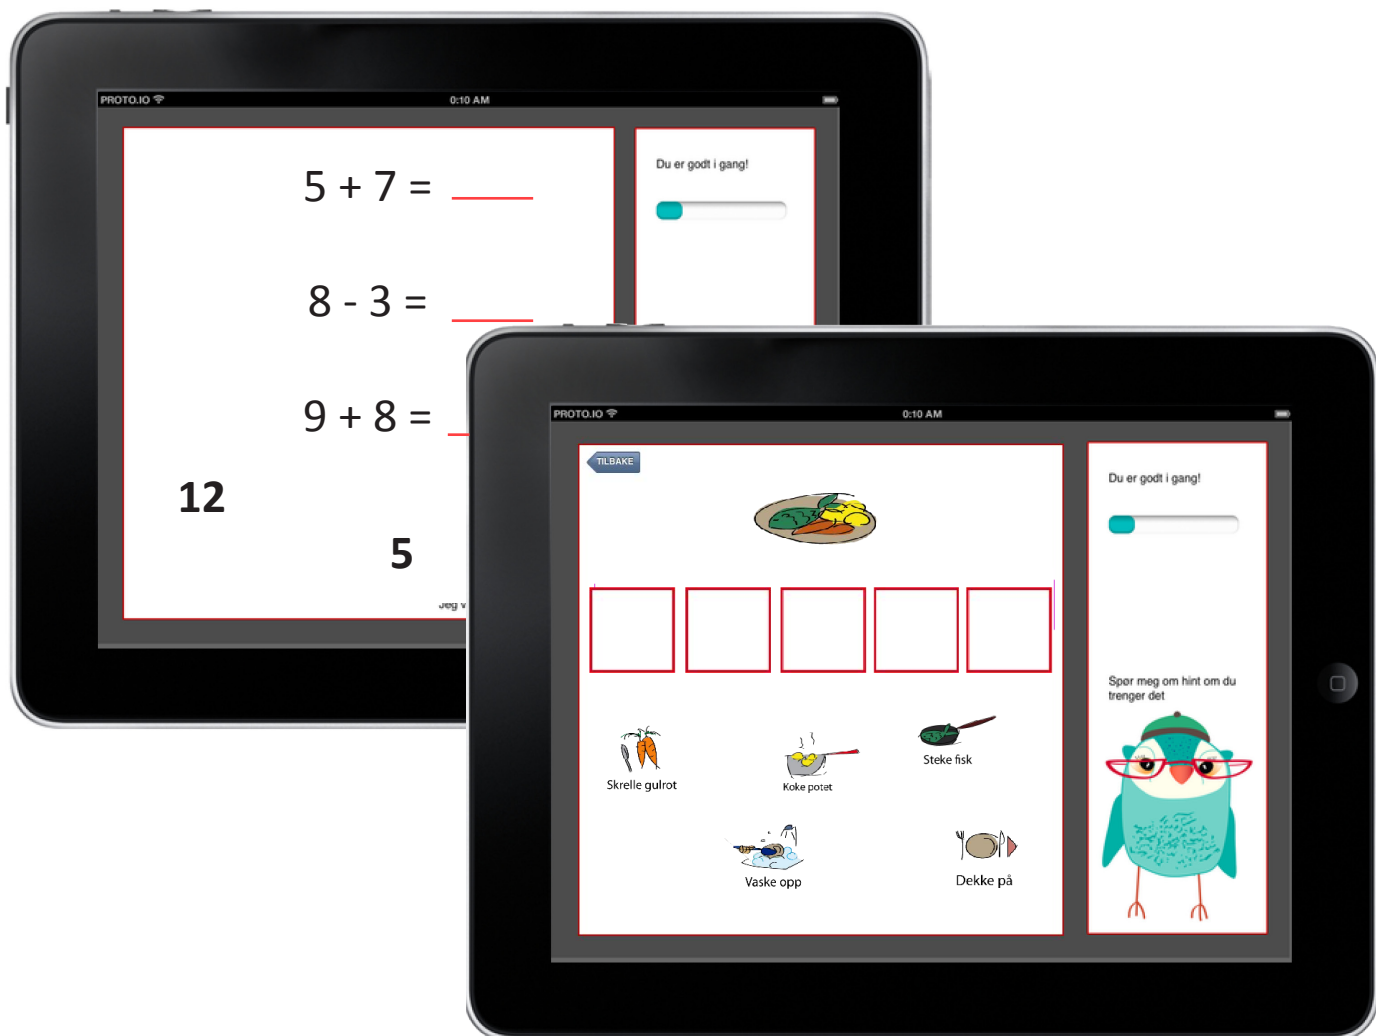 PROTO.IO
0:10 AM
5 + 7 =
8 - 3 =
9 + 8 =
12
5
Jeg
Du er godt i gang!
PROTO.IO
0:10 AM
TILBAKE
Skrelle gulrot
Koke potet
Steke fisk
Vaske opp
Dekke på
Du er godt i gang!
Spør meg om hint om du
trenger det